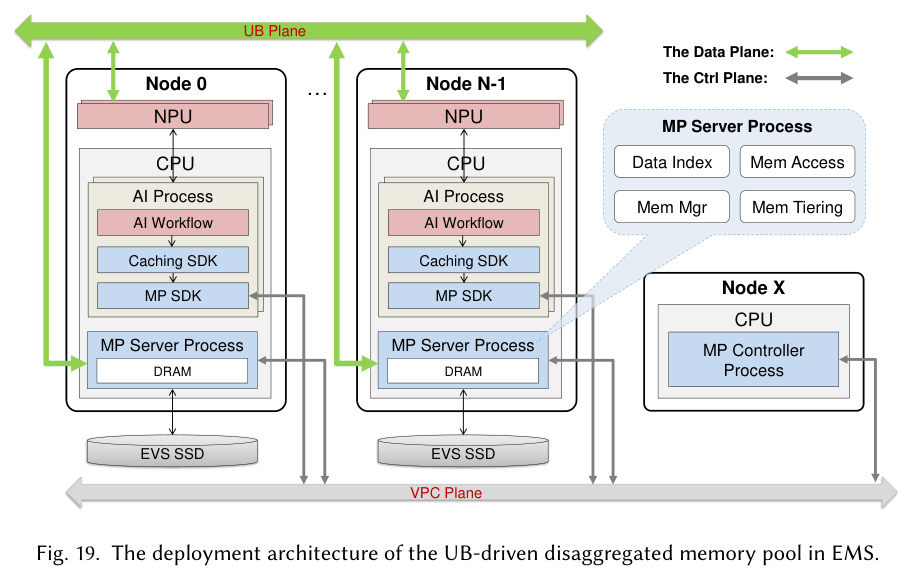 UB Plane
The Data Plane:
The Ctrl Plane:
Node 0
...
Node N-1
NPU
NPU
CPU
CPU
AI Process
AI Process
AI Workflow
AI Workflow
Caching SDK
Caching SDK
MP SDK
MP SDK
MP Server Process
MP Server Process
DRAM
DRAM
EVS SSD
EVS SSD
MP Server Process
Data Index
Mem Access
Mem Mgr
Mem Tiering
Node X
CPU
MP Controller
Process
VPC Plane
Fig. 19. The deployment architecture of the UB-driven disaggregated memory pool in EMS.